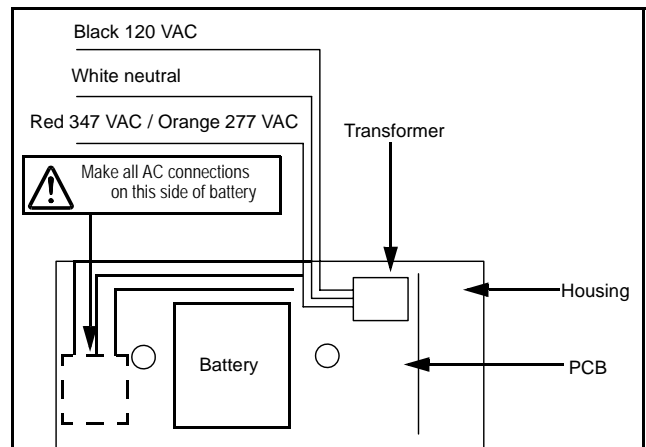 Black 120 VAC
White neutral
Red 347 VAC / Orange 277 VAC
Transformer
Make all AC connections
on this side of battery
Housing
Battery
PCB